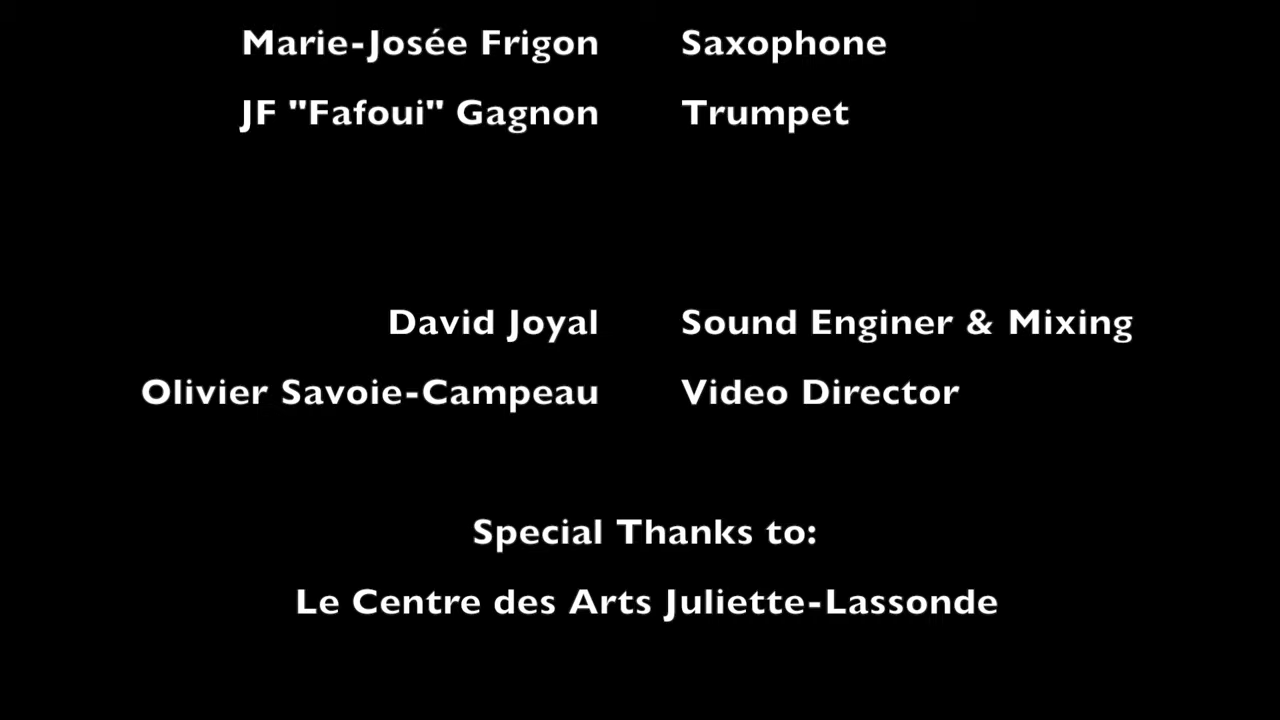 Marie-Josée Frigon Saxophone
JF "Fafoui" Gagnon Trumpet
David Joyal Sound Enginer & Mixing
Olivier Savoie-Campeau Video Director
Special Thanks to:
Le Centre des Arts Juliette-Lassonde